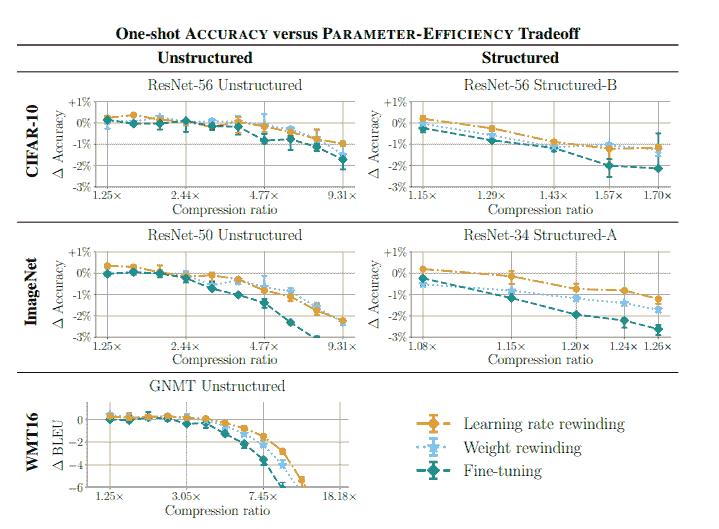 One-shot ACCURACY versus PARAMETER-EFFICIENCY Tradeoff
Unstructured
Structured
CIFAR-10
ResNet-56 Unstructured
Δ Accuracy
+1%
0%
-1%
-2%
-3%
1.25× 2.44× 4.77× 9.31×
Compression ratio
ResNet-56 Structured-B
Δ Accuracy
+1%
0%
-1%
-2%
-3%
1.15× 1.29× 1.43× 1.57× 1.70×
Compression ratio
ImageNet
ResNet-50 Unstructured
Δ Accuracy
+1%
0%
-1%
-2%
-3%
1.25× 2.44× 4.77× 9.31×
Compression ratio
ResNet-34 Structured-A
Δ Accuracy
+1%
0%
-1%
-2%
-3%
1.08× 1.15× 1.20× 1.24× 1.26×
Compression ratio
WMT16
GNMT Unstructured
Δ BLEU
0
−2
−4
−6
1.25× 3.05× 7.45× 18.18×
Compression ratio
Learning rate rewinding
Weight rewinding
Fine-tuning